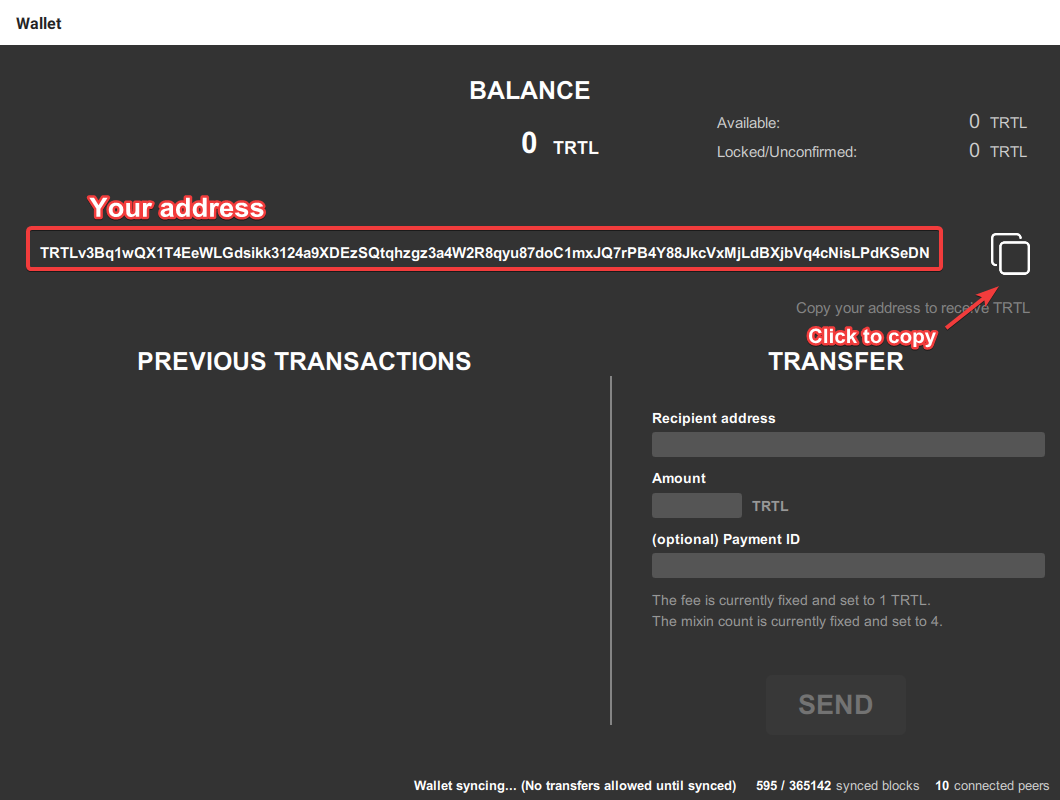 Wallet
BALANCE
0 TRTL
Available: 0 TRTL
Locked/Unconfirmed: 0 TRTL
Your address
TRTLv3Bq1wQX1T4EeWLGdsikk3124a9XDEzSQtqhzgz3a4W2R8qyu87doC1mxJQ7rPB4Y88JkcVxMjLdBXjbVq4cNisLPdKSeDN
Copy your address to receive TRTL
Click to copy
PREVIOUS TRANSACTIONS
TRANSFER
Recipient address
Amount
TRTL
(optional) Payment ID
The fee is currently fixed and set to 1 TRTL.
The mixin count is currently fixed and set to 4.
SEND
Wallet syncing... (No transfers allowed until synced) 595 / 365142 synced blocks 10 connected peers